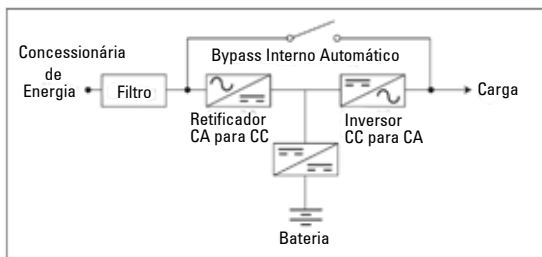 Concessionária
de
Energia
Filtro
Bypass Interno Automático
Retificador
CA para CC
Inversor
CC para CA
Carga
Bateria